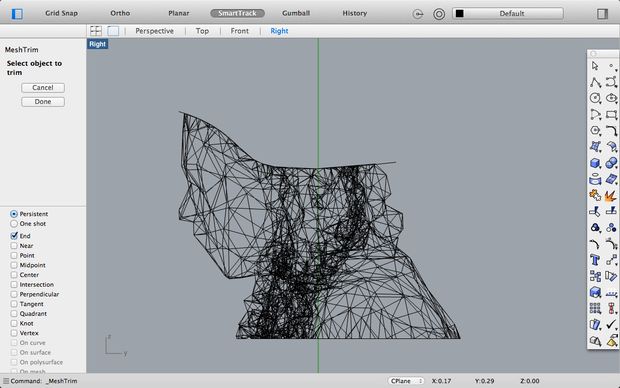 Grid Snap Ortho Planar SmartTrack Gumball History Default
Perspective Top Front Right
MeshTrim
Right
Select object to
trim
Cancel
Done
Persistent
One shot
End
Near
Point
Midpoint
Center
Intersection
Perpendicular
Tangent
Quadrant
Knot
Vertex
On curve
On surface
On polysurface
On mesh
z
y
Command: _MeshTrim CPlane X:0.17 Y:0.29 Z:0.00